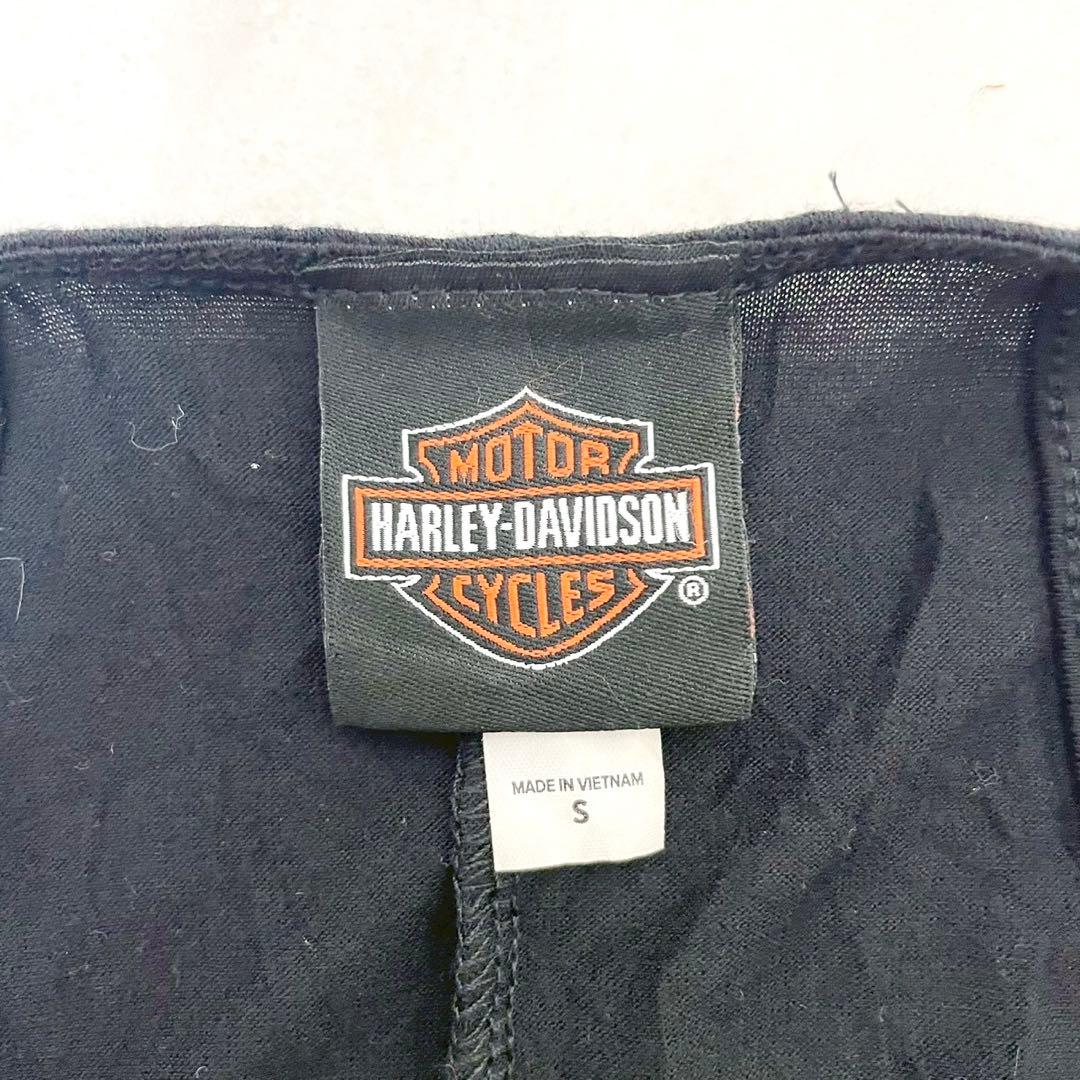 MOTOR
HARLEY-DAVIDSON
CYCLES
®
MADE IN VIETNAM
S